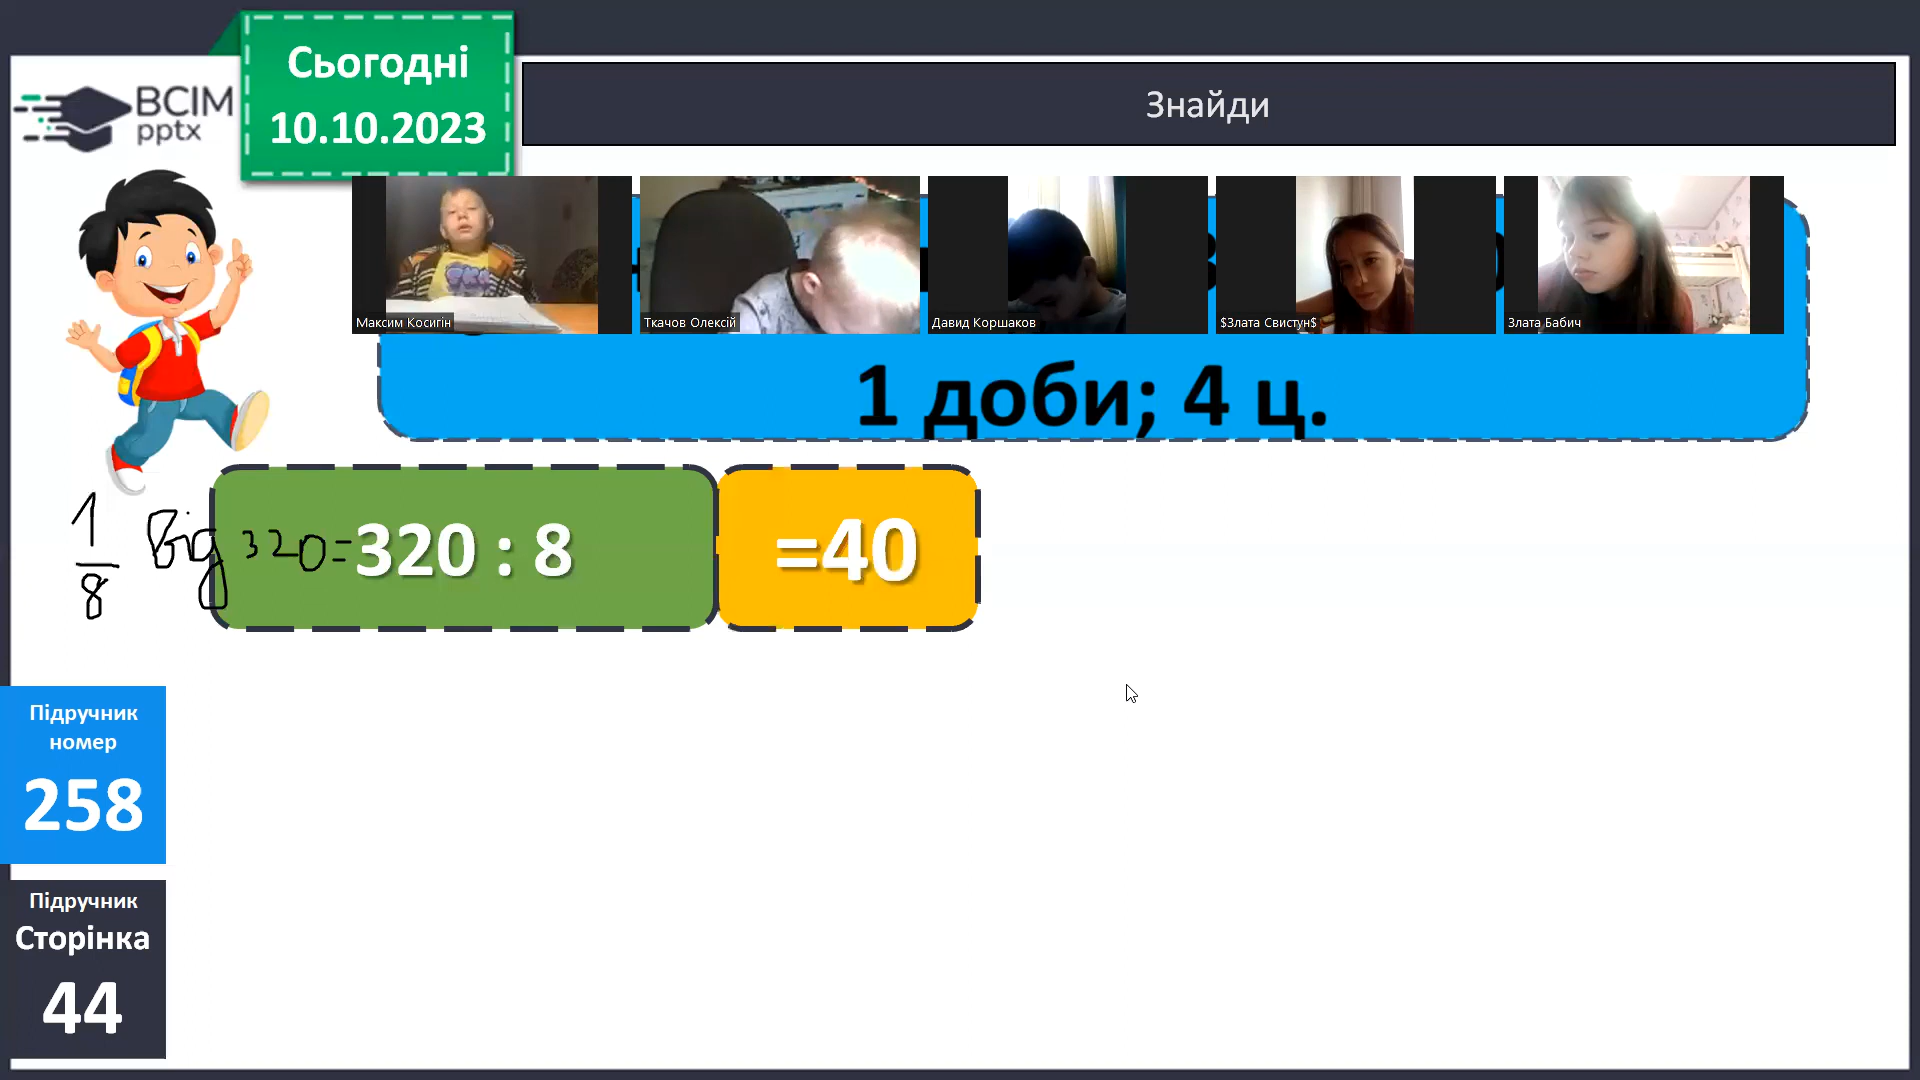 Сьогодні
10.10.2023
ВСІМ
pptx
Знайди
Максим Косигін
Ткачов Олексій
Давид Коршаков
$Злата Свистун$
Злата Бабич
1 доби; 4 ц.
1/8 від 320 =
320 : 8
=40
Підручник
номер
258
Підручник
Сторінка
44